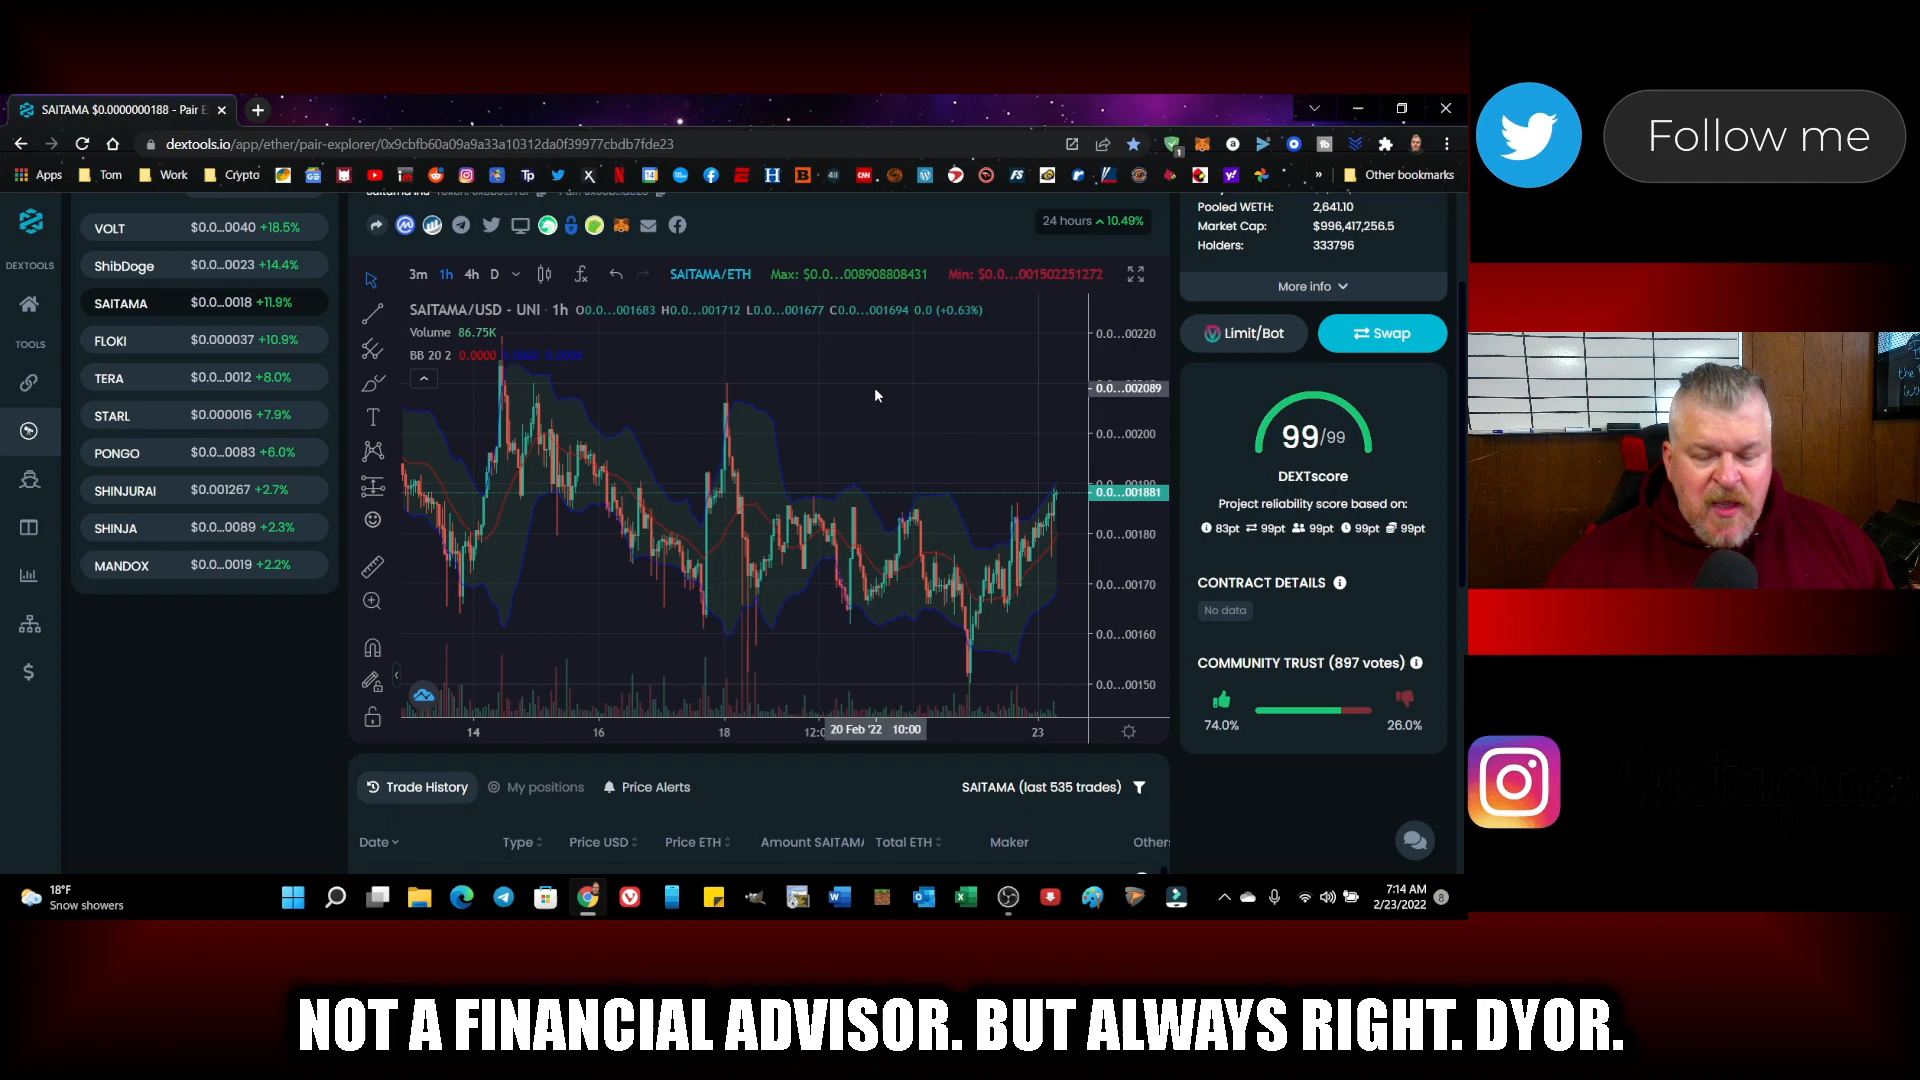 SAITAMA $0.0000000188 - Pair E
dextools.io/app/ether/pair-explorer/0x9cbfb60a09a9a33a10312da0f39977cbdb7fde23
Apps
Tom
Work
Crypto
Other bookmarks
Follow me
DEXTOOLS
TOOLS
VOLT $0.0...0040 +18.5%
ShibDoge $0.0...0023 +14.4%
SAITAMA $0.0...0018 +11.9%
FLOKI $0.000037 +10.9%
TERA $0.0...0012 +8.0%
STARL $0.000016 +7.9%
PONGO $0.0...0083 +6.0%
SHINJURAI $0.001267 +2.7%
SHINJA $0.0...0089 +2.3%
MANDOX $0.0...0019 +2.2%
24 hours 10.49%
3m 1h 4h D
SAITAMA/ETH Max: $0.0...008908808431 Min: $0.0...001502251272
SAITAMA/USD - UNI · 1h O0.0...001683 H0.0...001712 L0.0...001677 C0.0...001694 0.0 (+0.63%)
Volume 86.75K
BB 20 2 0.0000 0.0000 0.0000
0.0...00220
0.0...002089
0.0...00200
0.0...001881
0.0...00180
0.0...00170
0.0...00160
0.0...00150
14 16 18 12:0 20 Feb '22 10:00 23
Pooled WETH: 2,641.10
Market Cap: $996,417,256.5
Holders: 333796
More info
Limit/Bot
Swap
99/99
DEXTscore
Project reliability score based on:
83pt 99pt 99pt 99pt 99pt
CONTRACT DETAILS
No data
COMMUNITY TRUST (897 votes)
74.0%
26.0%
Trade History
My positions
Price Alerts
SAITAMA (last 535 trades)
Date Type Price USD Price ETH Amount SAITAMA Total ETH Maker Others
Instagram
18°F
Snow showers
7:14 AM
2/23/2022
8
NOT A FINANCIAL ADVISOR. BUT ALWAYS RIGHT. DYOR.